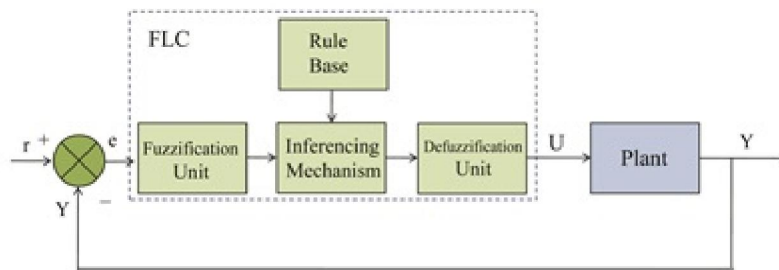 FLC
Rule
Base
r +
e
Fuzzification
Unit
Inferencing
Mechanism
Defuzzification
Unit
U
Plant
Y
Y −